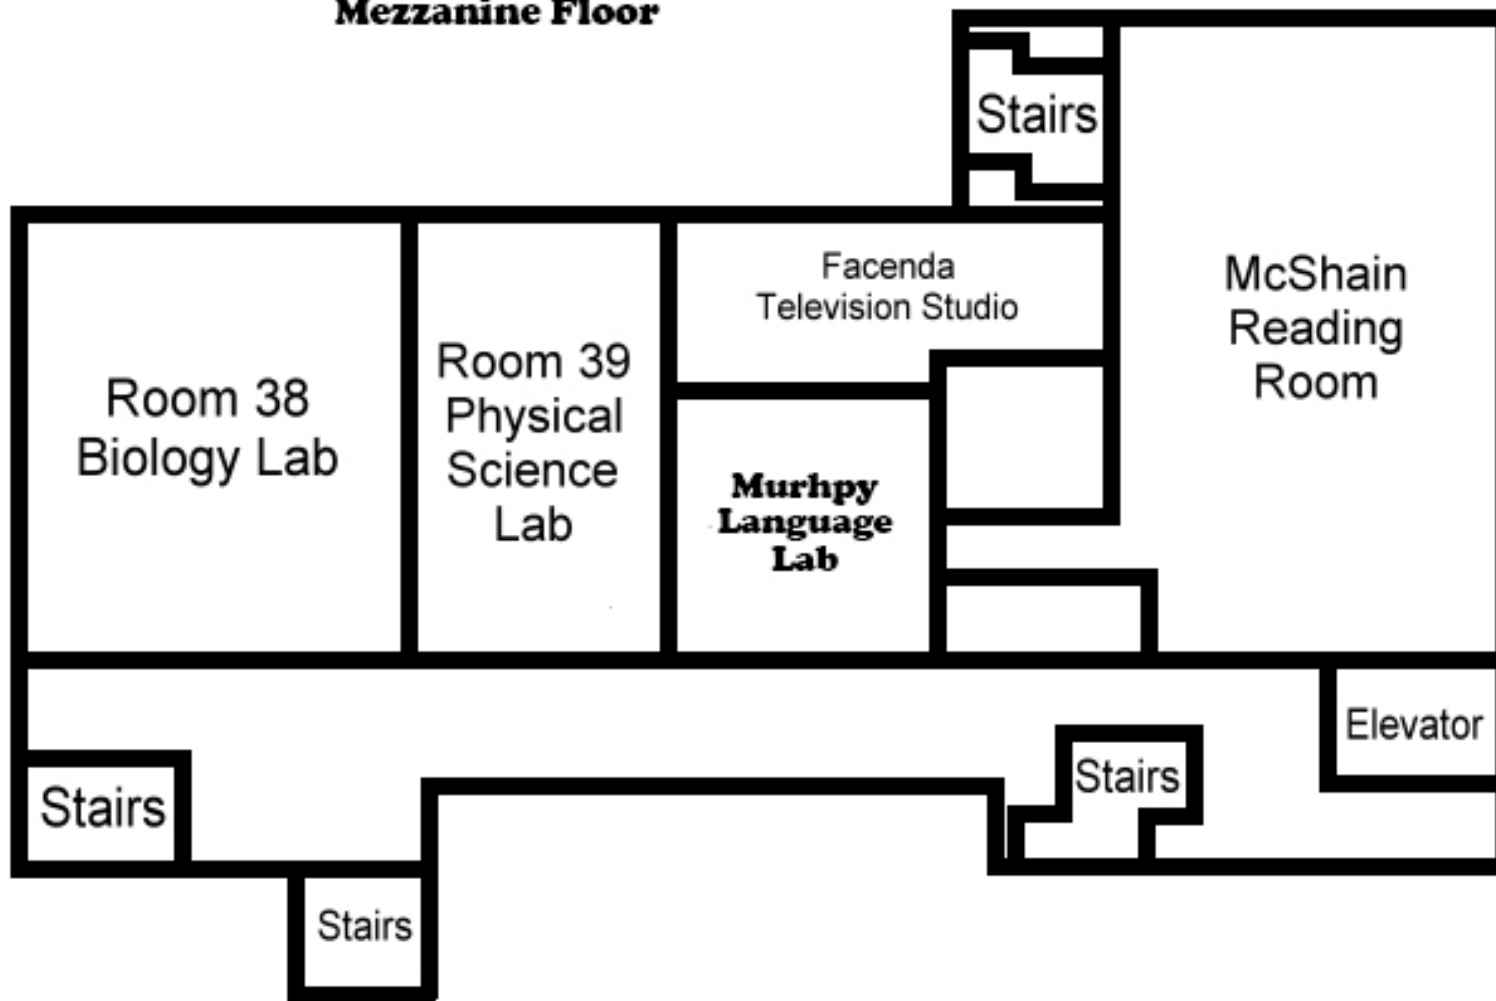 Mezzanine Floor
Stairs
Facenda
Television Studio
McShain
Reading
Room
Room 38
Biology Lab
Room 39
Physical
Science
Lab
Murhpy
Language
Lab
Elevator
Stairs
Stairs
Stairs